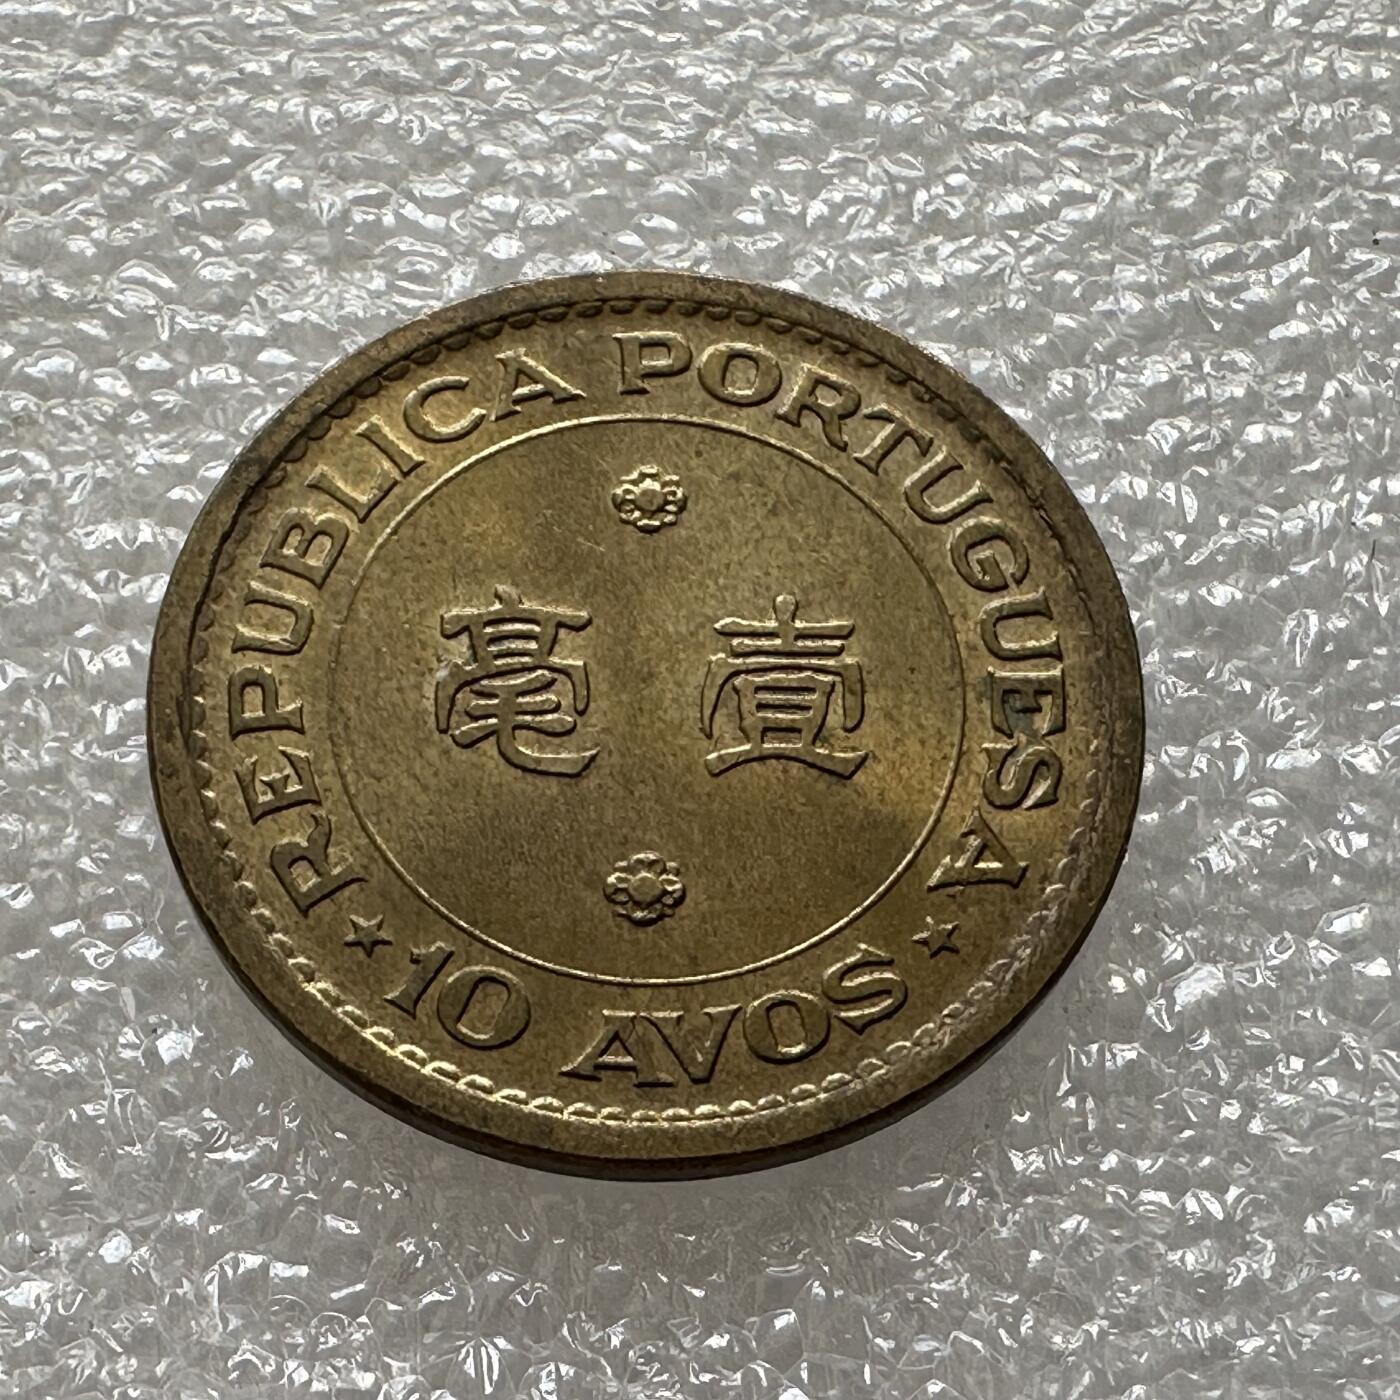 REPUBLICA PORTUGUESA
毫 壹
★ 10 AVOS ★